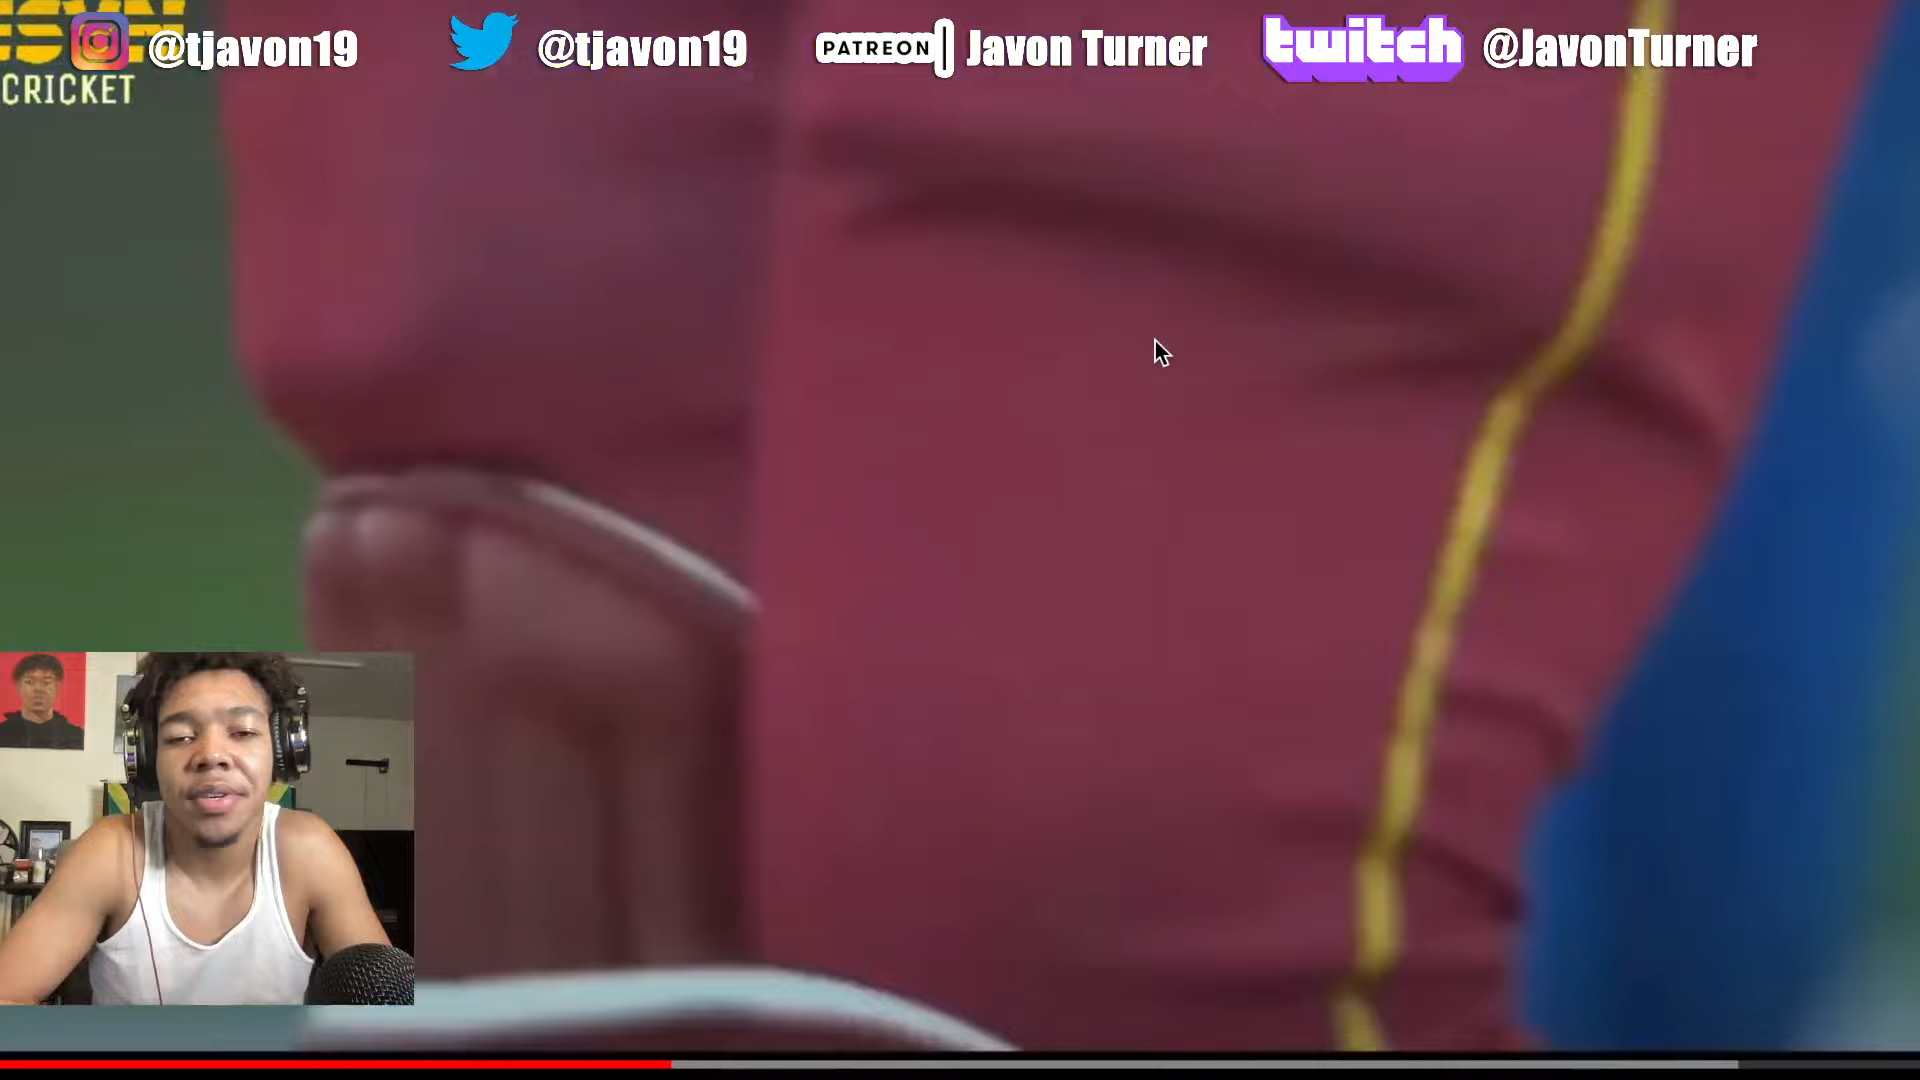 @tjavon19
@tjavon19
PATREON
Javon Turner
twitch
@JavonTurner
CRICKET